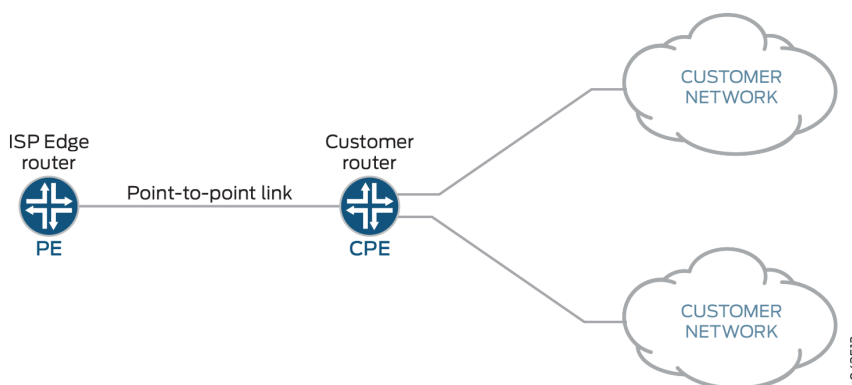 ISP Edge
router
PE
Point-to-point link
Customer
router
CPE
CUSTOMER
NETWORK
CUSTOMER
NETWORK